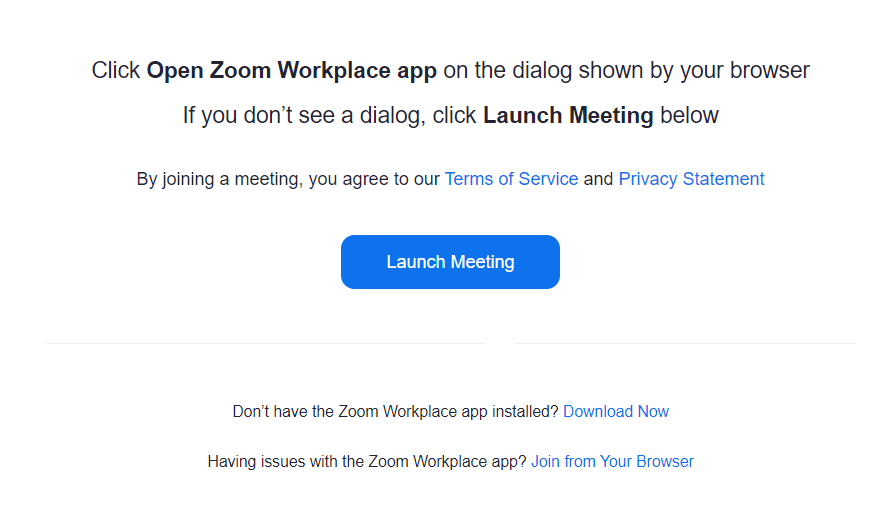 Click Open Zoom Workplace app on the dialog shown by your browser
If you don’t see a dialog, click Launch Meeting below
By joining a meeting, you agree to our Terms of Service and Privacy Statement
Launch Meeting
Don’t have the Zoom Workplace app installed? Download Now
Having issues with the Zoom Workplace app? Join from Your Browser